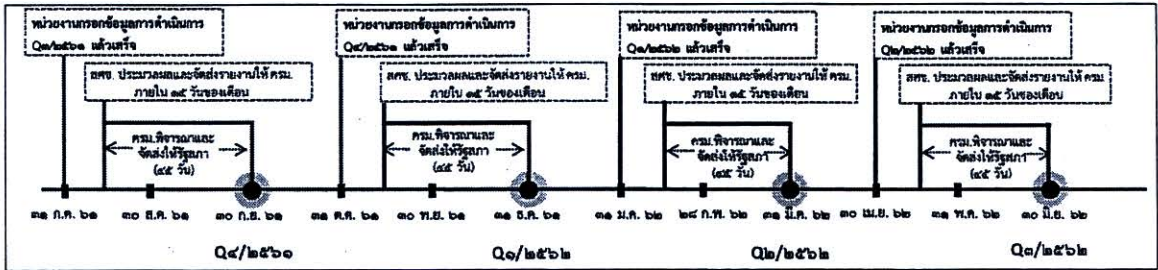 หน่วยงานกรอกข้อมูลการดำเนินการ
Q๓/๒๕๖๑ แล้วเสร็จ
สศช. ประมวลผลและจัดส่งรายงานให้ ครม.
ภายใน ๑๕ วันของเดือน
ครม.พิจารณาและ
จัดส่งให้รัฐสภา
(๔๕ วัน)
๓๑ ก.ค. ๖๑
๓๐ ส.ค. ๖๑
๓๐ ก.ย. ๖๑
Q๔/๒๕๖๑
หน่วยงานกรอกข้อมูลการดำเนินการ
Q๔/๒๕๖๑ แล้วเสร็จ
สศช. ประมวลผลและจัดส่งรายงานให้ ครม.
ภายใน ๑๕ วันของเดือน
ครม.พิจารณาและ
จัดส่งให้รัฐสภา
(๔๕ วัน)
๓๑ ต.ค. ๖๑
๓๐ พ.ย. ๖๑
๓๑ ธ.ค. ๖๑
Q๑/๒๕๖๒
หน่วยงานกรอกข้อมูลการดำเนินการ
Q๑/๒๕๖๒ แล้วเสร็จ
สศช. ประมวลผลและจัดส่งรายงานให้ ครม.
ภายใน ๑๕ วันของเดือน
ครม.พิจารณาและ
จัดส่งให้รัฐสภา
(๔๕ วัน)
๓๑ ม.ค. ๖๒
๒๘ ก.พ. ๖๒
๓๑ มี.ค. ๖๒
Q๒/๒๕๖๒
หน่วยงานกรอกข้อมูลการดำเนินการ
Q๒/๒๕๖๒ แล้วเสร็จ
สศช. ประมวลผลและจัดส่งรายงานให้ ครม.
ภายใน ๑๕ วันของเดือน
ครม.พิจารณาและ
จัดส่งให้รัฐสภา
(๔๕ วัน)
๓๐ เม.ย. ๖๒
๓๑ พ.ค. ๖๒
๓๐ มิ.ย. ๖๒
Q๓/๒๕๖๒